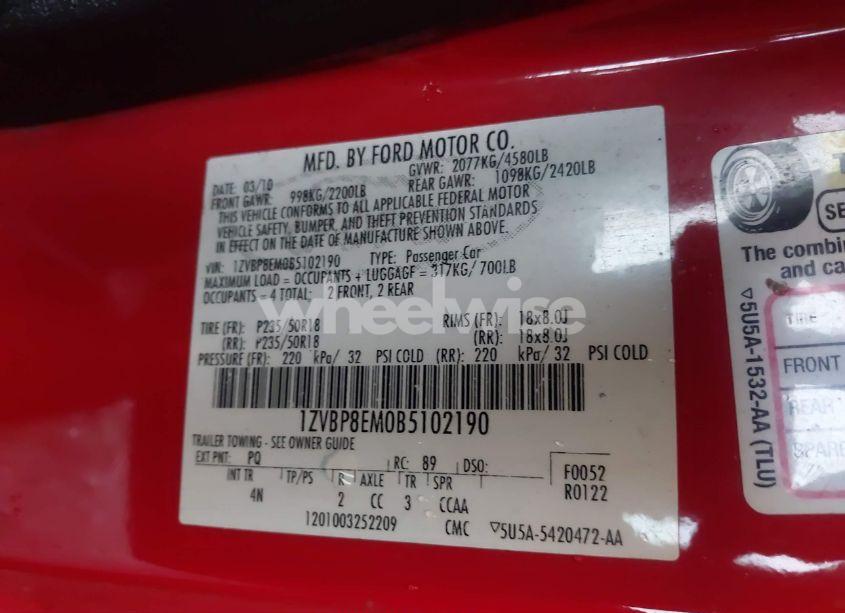 MFD. BY FORD MOTOR CO.
DATE: 03/10 GVWR: 2077KG/4580LB
FRONT GAWR: 998KG/2200LB REAR GAWR: 1098KG/2420LB
THIS VEHICLE CONFORMS TO ALL APPLICABLE FEDERAL MOTOR
VEHICLE SAFETY, BUMPER, AND THEFT PREVENTION STANDARDS
IN EFFECT ON THE DATE OF MANUFACTURE SHOWN ABOVE.
VIN: 1ZVBP8EM0B5102190 TYPE: Passenger Car
MAXIMUM LOAD = OCCUPANTS + LUGGAGE = 317KG/ 700LB
OCCUPANTS = 4 TOTAL: 2 FRONT, 2 REAR
wheelwise
TIRE (FR): P235/50R18 RIMS (FR): 18x8.0J
(RR): P235/50R18 (RR): 18x8.0J
PRESSURE (FR): 220 kPa/ 32 PSI COLD (RR): 220 kPa/ 32 PSI COLD
1ZVBP8EM0B5102190
TRAILER TOWING - SEE OWNER GUIDE
EXT PNT: PQ RC: 89 DSO:
INT TR TP/PS R AXLE TR SPR
4N 2 CC 3 CCAA
F0052
R0122
1201003252209 CMC ▽5U5A-5420472-AA
The combin
and ca
TIRE
FRONT
REAR
SPARE
▽5U5A-1532-AA (TLU)